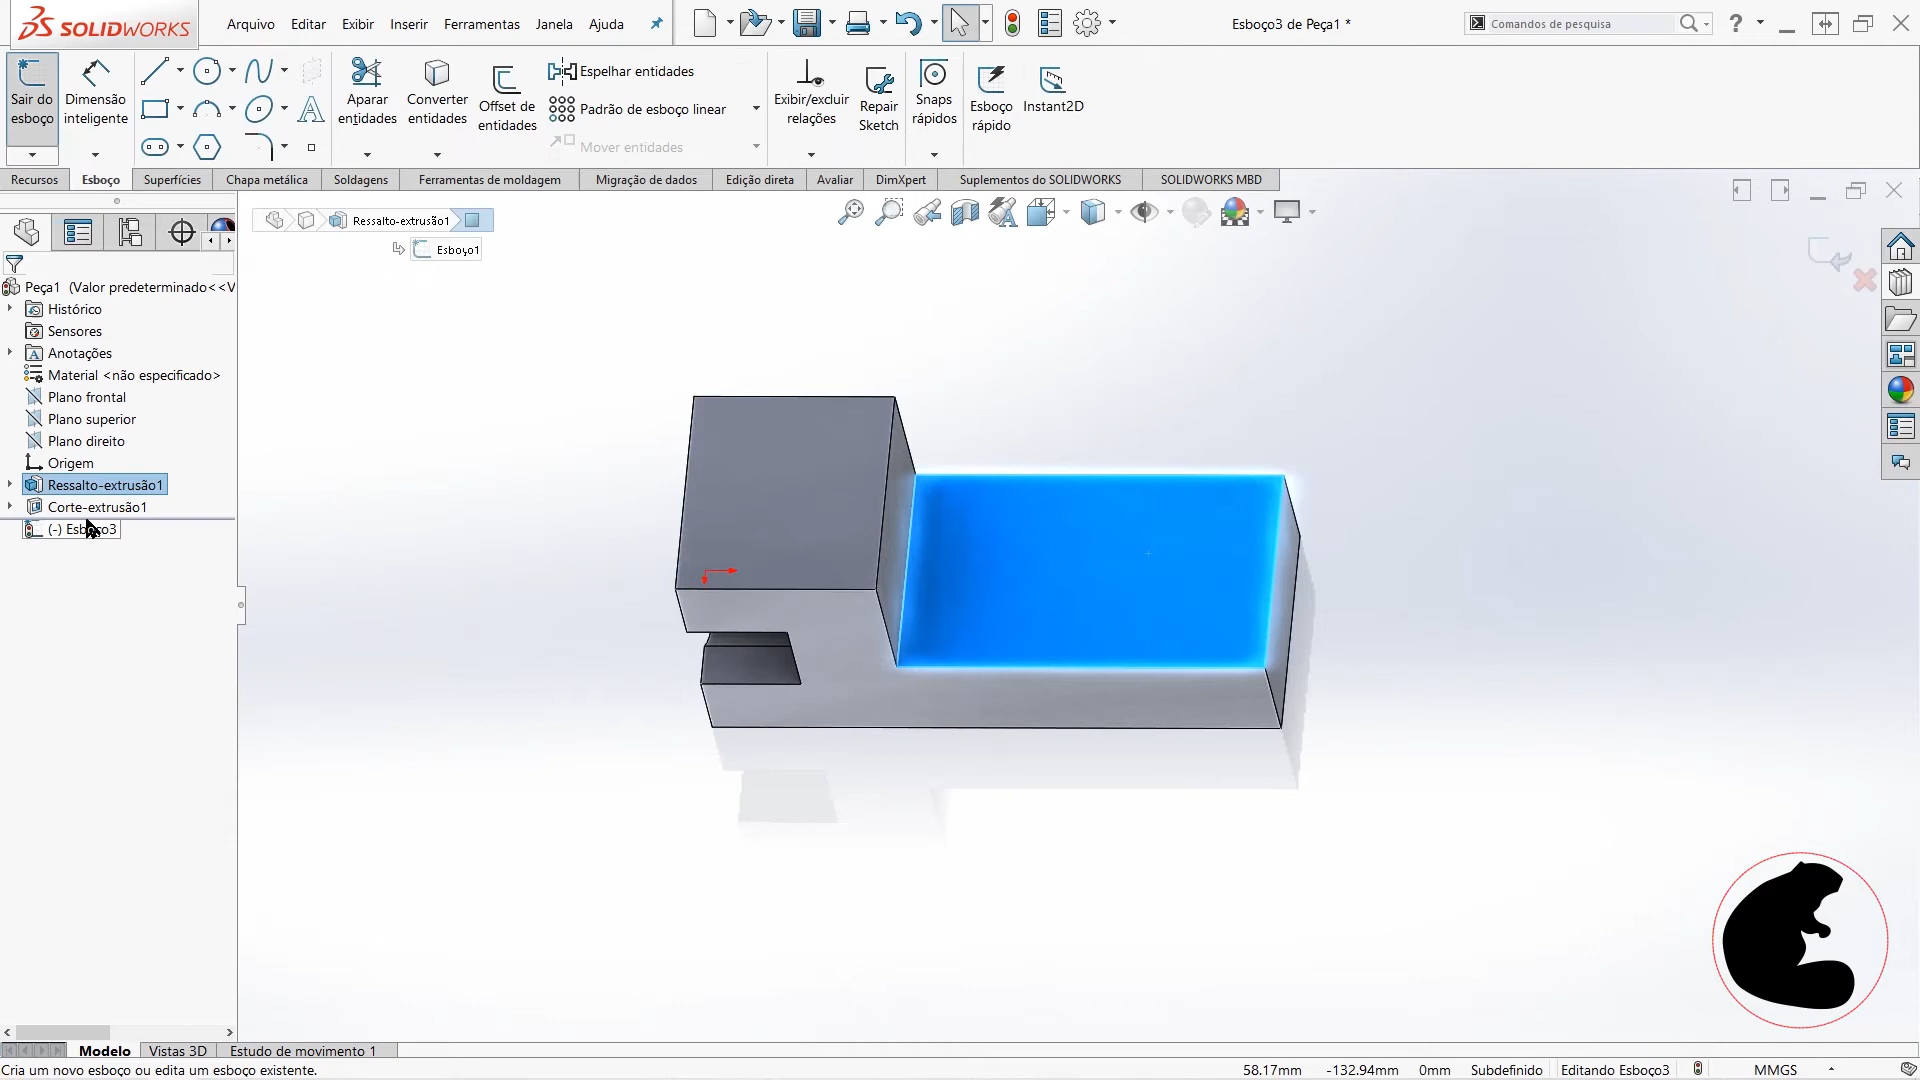 SOLIDWORKS
Arquivo Editar Exibir Inserir Ferramentas Janela Ajuda
Esboço3 de Peça1 *
Comandos de pesquisa
Sair do esboço
Dimensão inteligente
Aparar entidades
Converter entidades
Offset de entidades
Espelhar entidades
Padrão de esboço linear
Mover entidades
Exibir/excluir relações
Repair Sketch
Snaps rápidos
Esboço rápido
Instant2D
Recursos Esboço Superfícies Chapa metálica Soldagens Ferramentas de moldagem Migração de dados Edição direta Avaliar DimXpert Suplementos do SOLIDWORKS SOLIDWORKS MBD
Ressalto-extrusão1
Esboço1
Peça1 (Valor predeterminado<<V
Histórico
Sensores
Anotações
Material <não especificado>
Plano frontal
Plano superior
Plano direito
Origem
Ressalto-extrusão1
Corte-extrusão1
(-) Esboço3
Modelo Vistas 3D Estudo de movimento 1
Cria um novo esboço ou edita um esboço existente.
58.17mm -132.94mm 0mm Subdefinido Editando Esboço3 MMGS